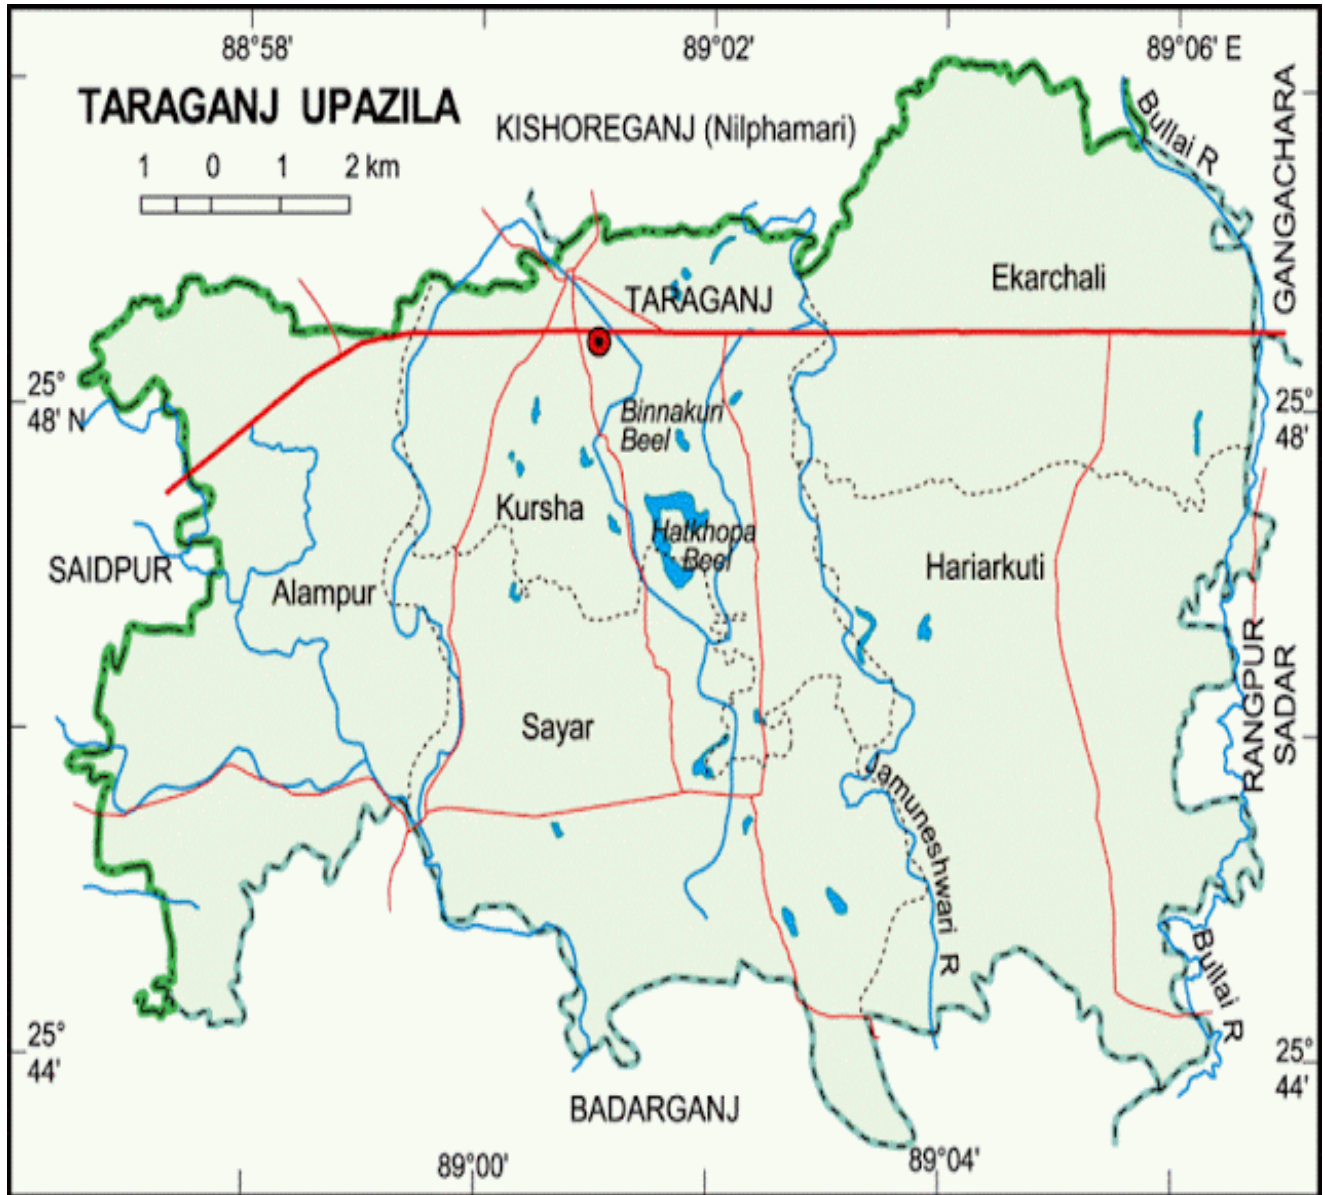 88°58'
89°02'
89°06' E
TARAGANJ UPAZILA
KISHOREGANJ (Nilphamari)
Bullai R
GANGACHARA
1 0 1 2 km
Ekarchali
TARAGANJ
25°
48' N
25°
48'
Binnakuri
Beel
Kursha
Hatkhopa
Beel
SAIDPUR
Alampur
Hariarkuti
Sayar
RANGPUR
SADAR
Jamuneshwari R
Bullai R
25°
44'
25°
44'
BADARGANJ
89°00'
89°04'